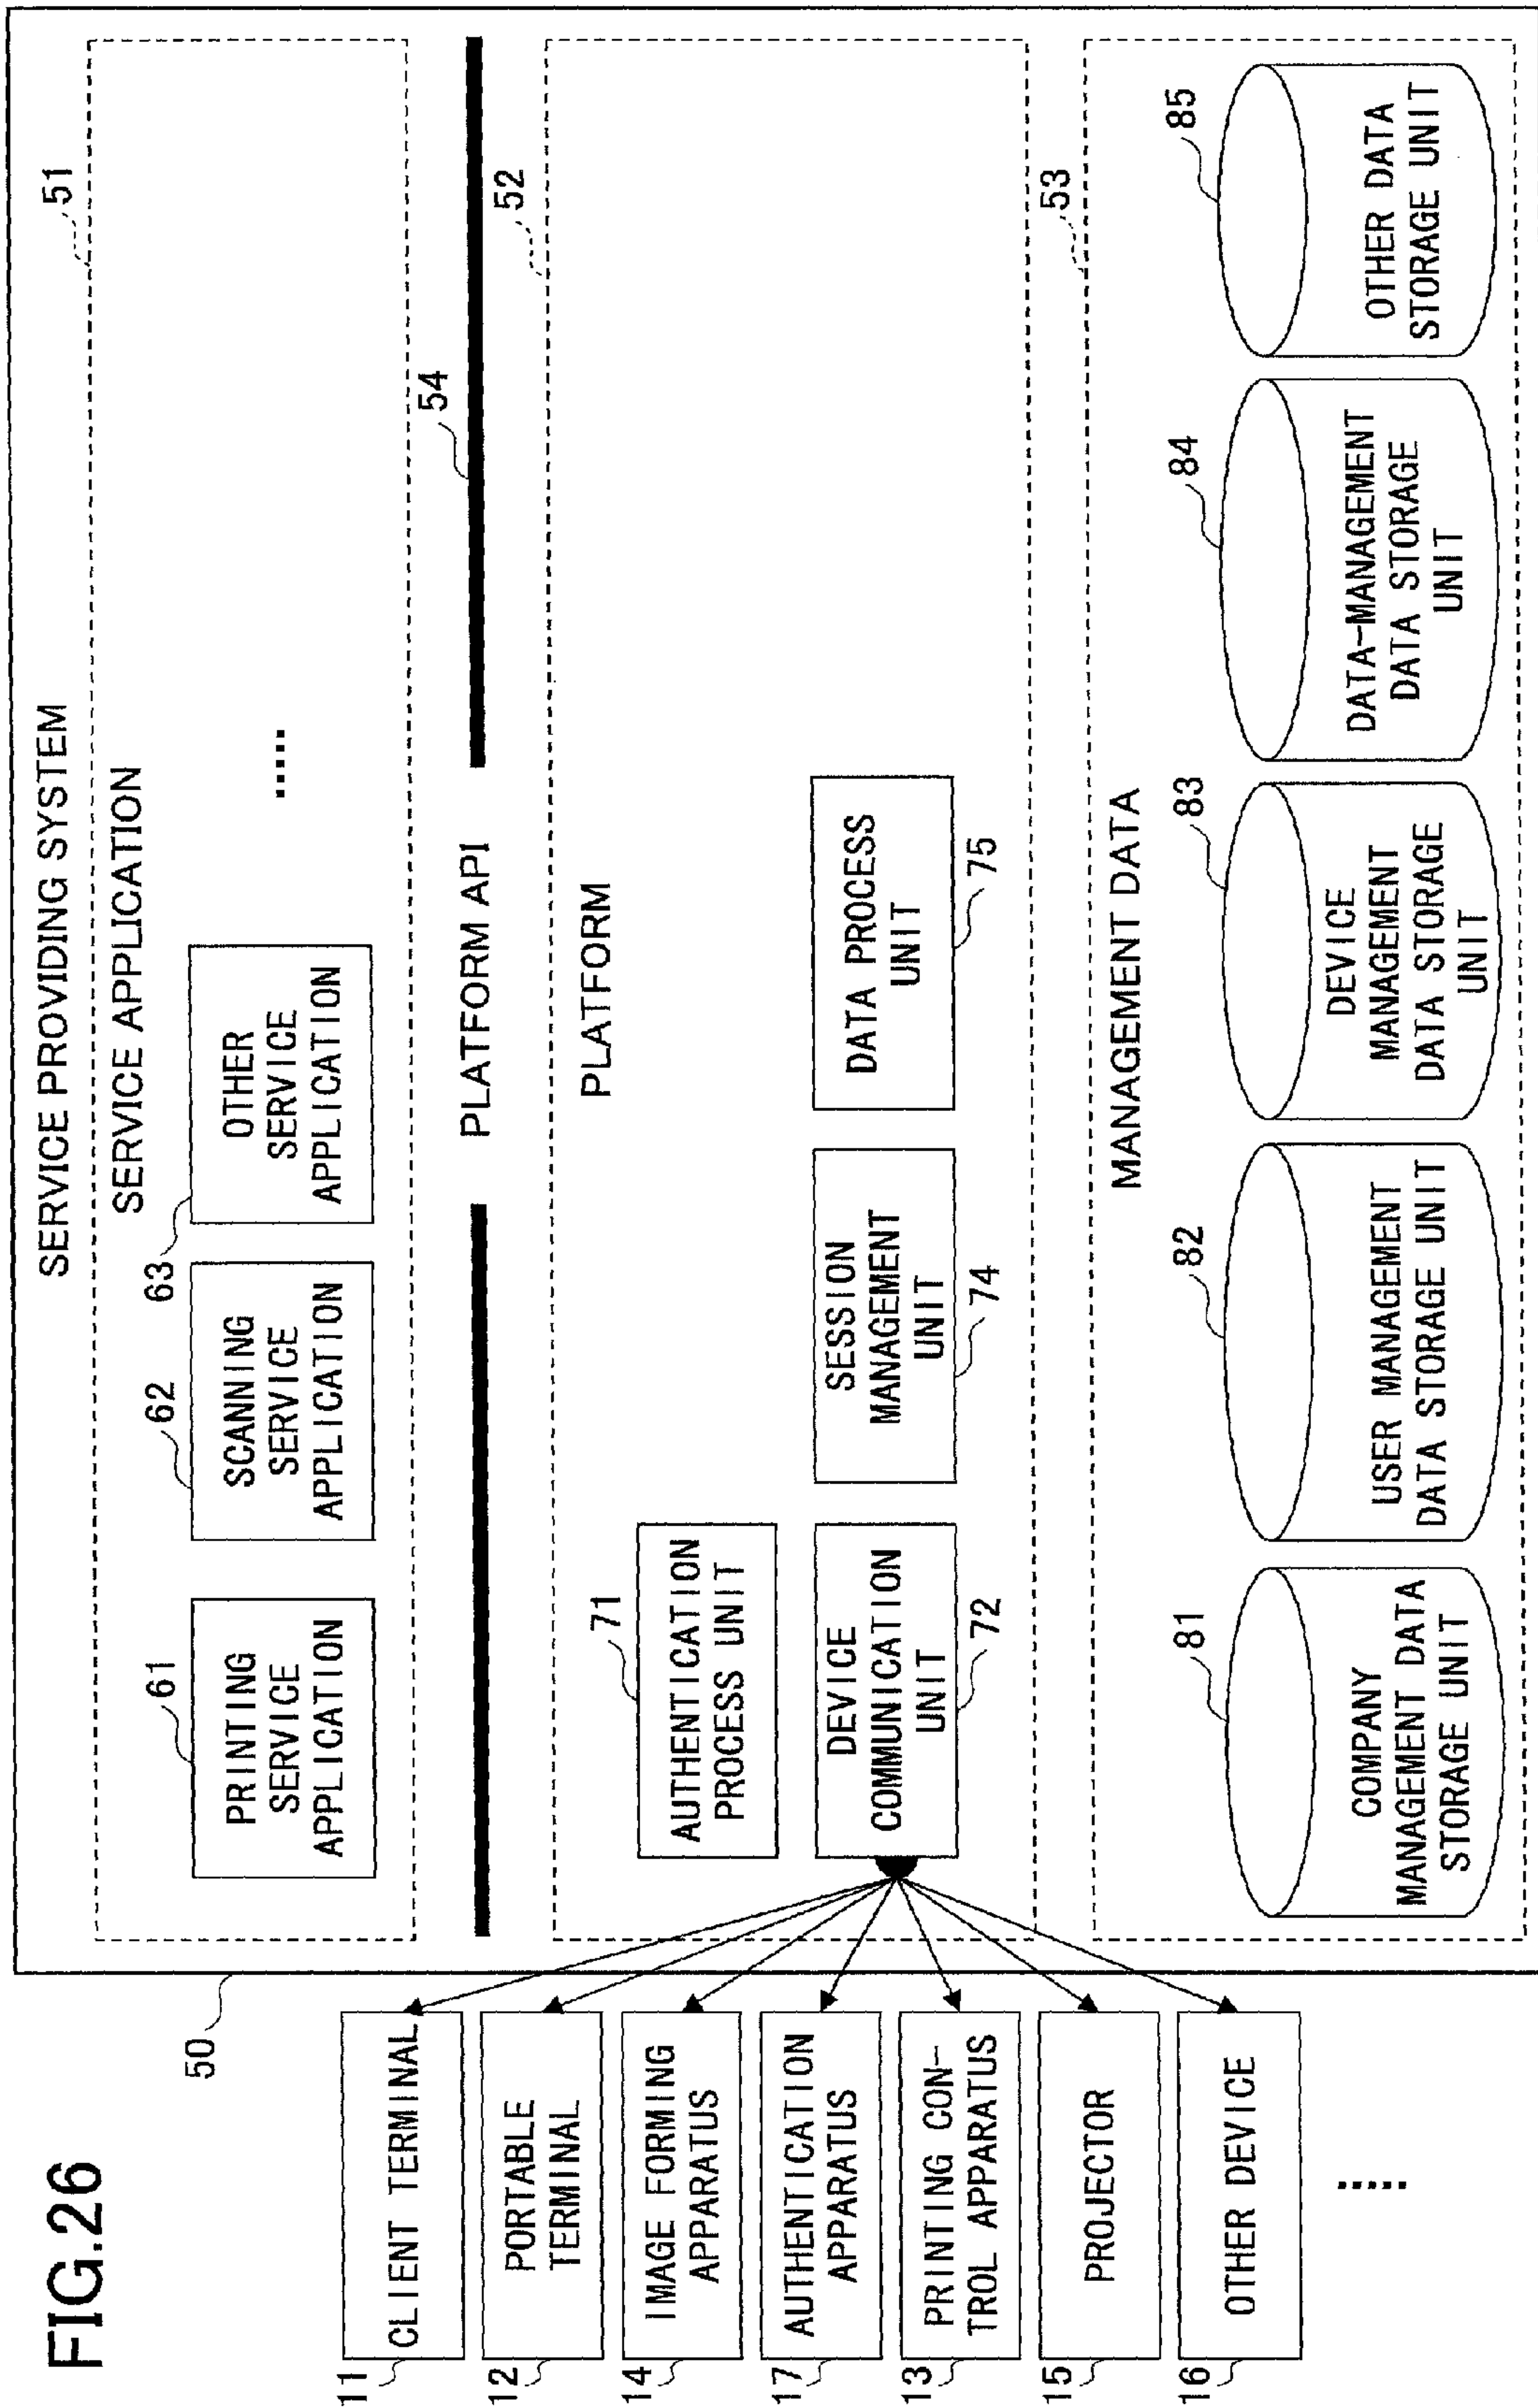 FIG.26
50
SERVICE PROVIDING SYSTEM
51
SERVICE APPLICATION
61
PRINTING
SERVICE
APPLICATION
62
SCANNING
SERVICE
APPLICATION
63
OTHER
SERVICE
APPLICATION
.....
54
PLATFORM API
52
PLATFORM
71
AUTHENTICATION
PROCESS UNIT
DEVICE
COMMUNICATION
UNIT
72
SESSION
MANAGEMENT
UNIT
74
DATA PROCESS
UNIT
75
53
MANAGEMENT DATA
81
COMPANY
MANAGEMENT DATA
STORAGE UNIT
82
USER MANAGEMENT
DATA STORAGE UNIT
83
DEVICE
MANAGEMENT
DATA STORAGE
UNIT
84
DATA-MANAGEMENT
DATA STORAGE
UNIT
85
OTHER DATA
STORAGE UNIT
11
CLIENT TERMINAL
12
PORTABLE
TERMINAL
14
IMAGE FORMING
APPARATUS
17
AUTHENTICATION
APPARATUS
13
PRINTING CON-
TROL APPARATUS
15
PROJECTOR
16
OTHER DEVICE
.....